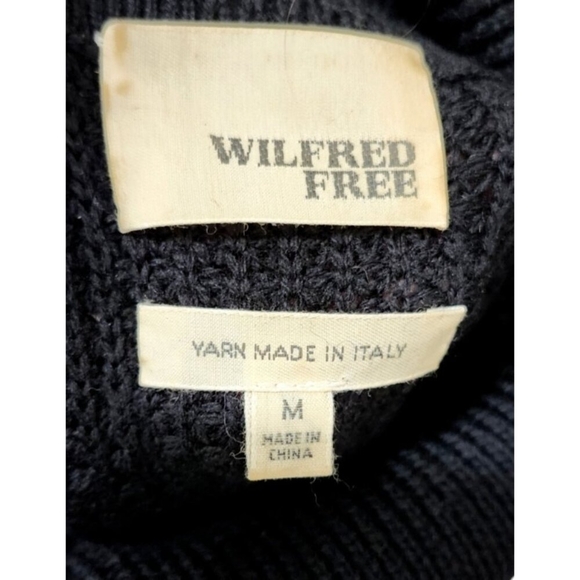 WILFRED
FREE
YARN MADE IN ITALY
M
MADE IN
CHINA